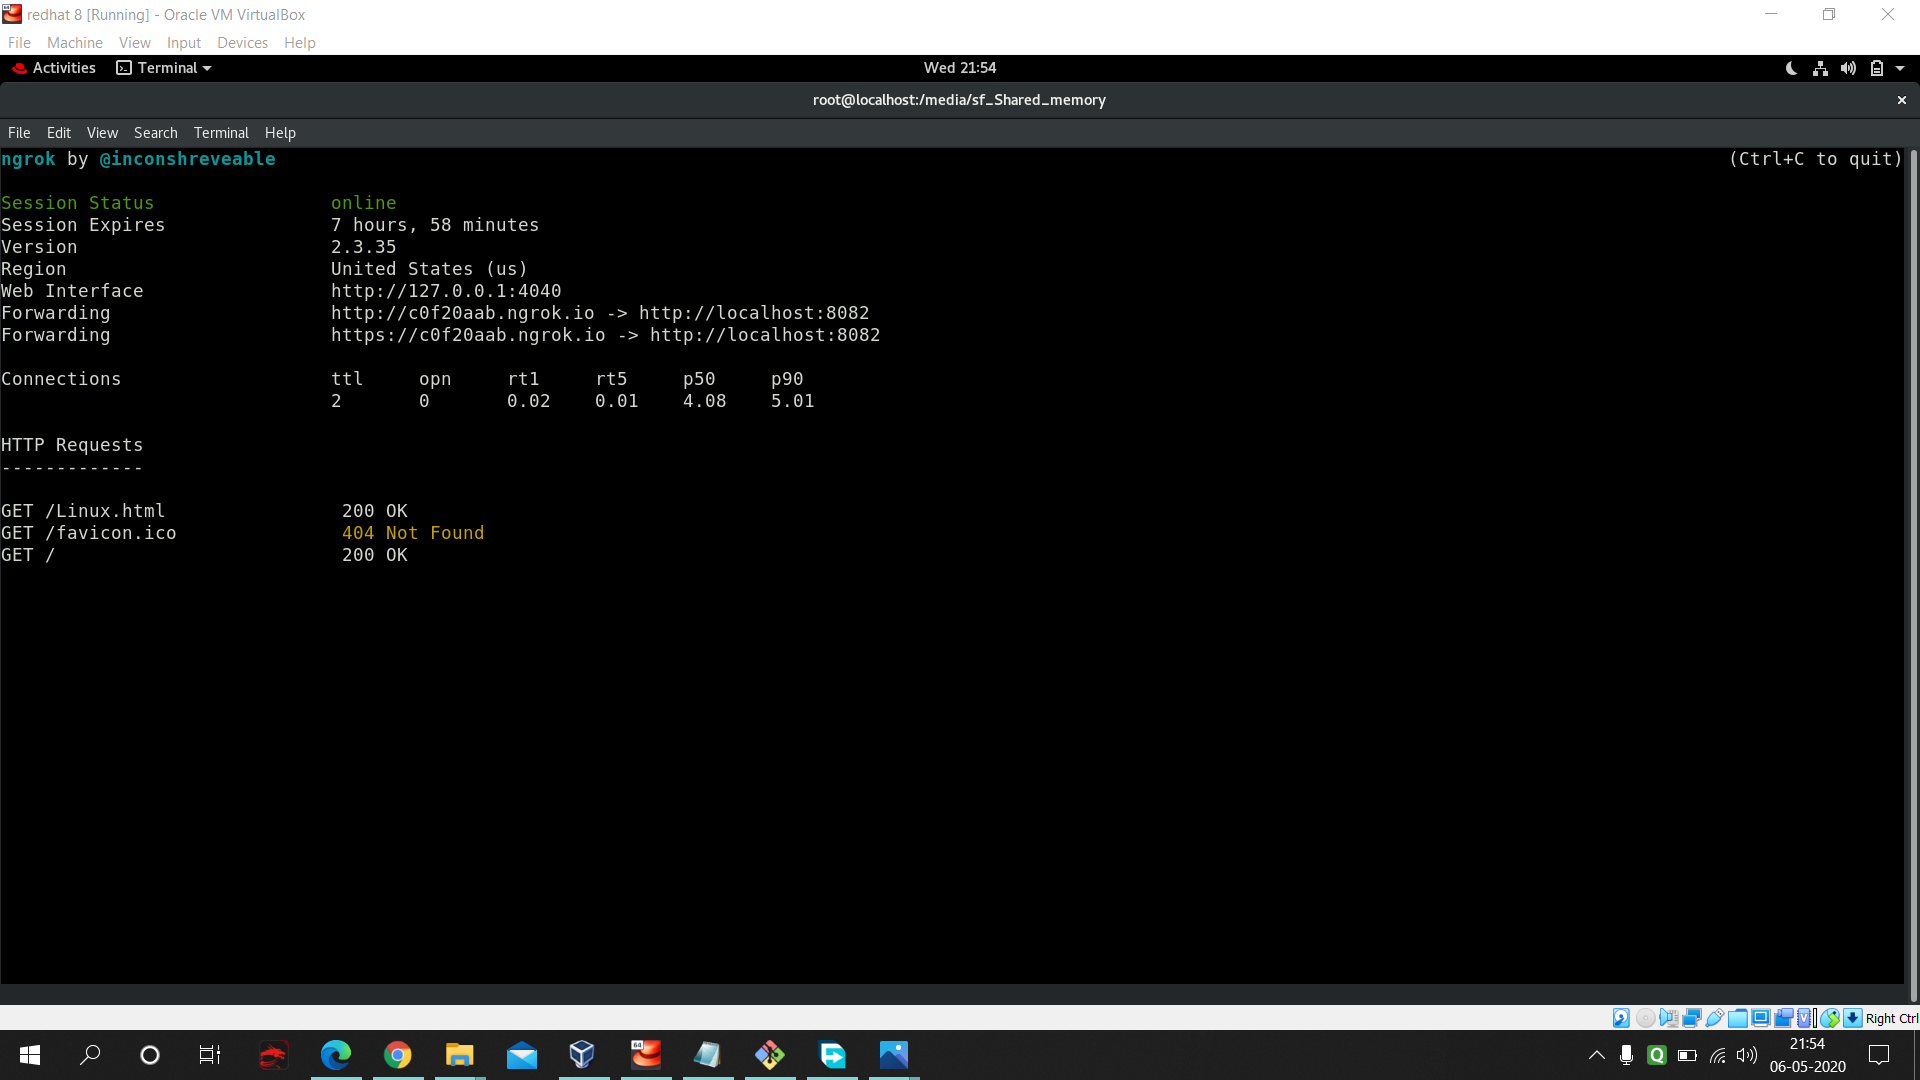 redhat 8 [Running] - Oracle VM VirtualBox
File Machine View Input Devices Help
Activities Terminal Wed 21:54
root@localhost:/media/sf_Shared_memory
File Edit View Search Terminal Help
ngrok by @inconshreveable (Ctrl+C to quit)
Session Status online
Session Expires 7 hours, 58 minutes
Version 2.3.35
Region United States (us)
Web Interface http://127.0.0.1:4040
Forwarding http://c0f20aab.ngrok.io -> http://localhost:8082
Forwarding https://c0f20aab.ngrok.io -> http://localhost:8082
Connections ttl opn rt1 rt5 p50 p90
2 0 0.02 0.01 4.08 5.01
HTTP Requests
-------------
GET /Linux.html 200 OK
GET /favicon.ico 404 Not Found
GET / 200 OK
Right Ctrl
64
Q
21:54
06-05-2020